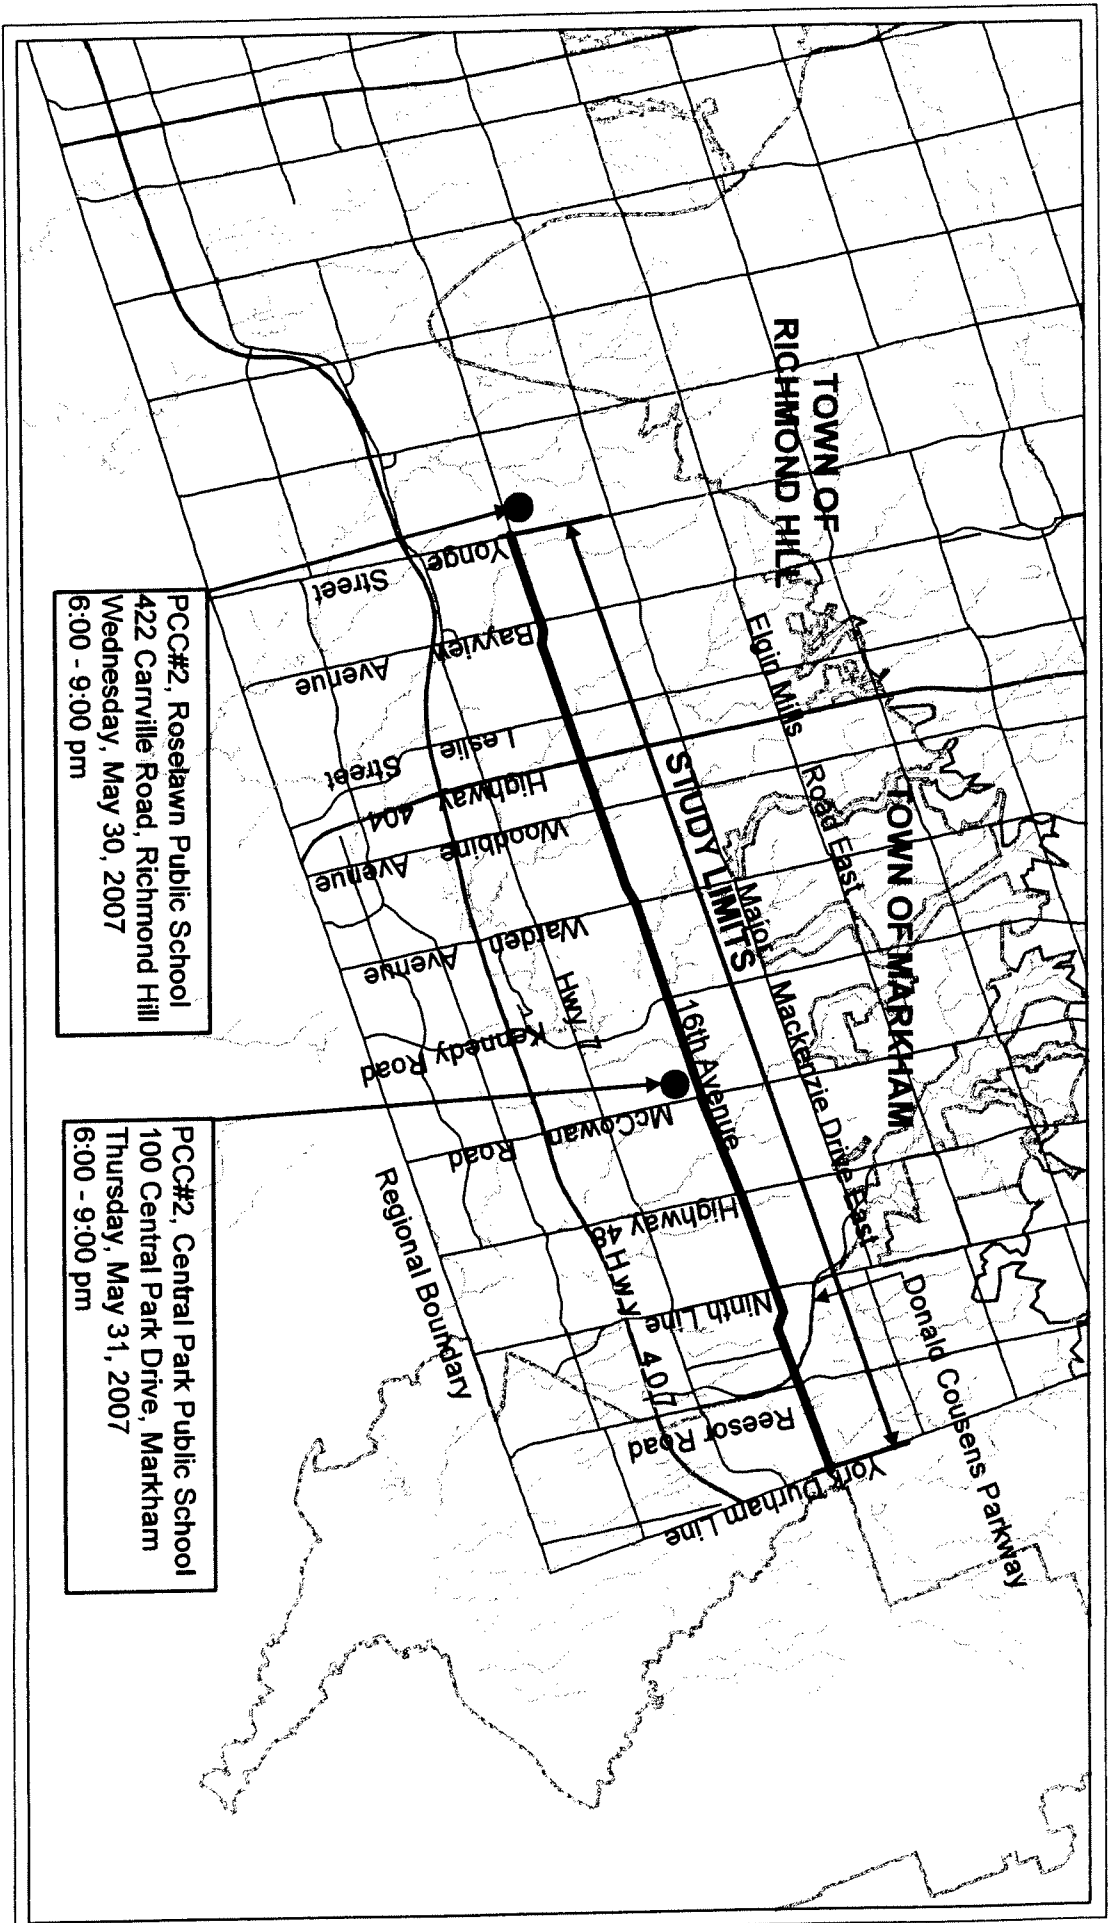 TOWN OF
RICHMOND HILL
TOWN OF MARKHAM
Elgin Mills
Road East
STUDY LIMITS
Major
Mackenzie Drive East
Donald Cousens Parkway
16th Avenue
Yonge
Street
Bayview
Avenue
Leslie
Street
Highway
404
Woodbine
Avenue
Warden
Avenue
Hwy 7
Kennedy Road
McCowan
Road
Highway 48
Hwy 407
Ninth Line
Reesor Road
York Durham Line
Regional Boundary
PCC#2, Roselawn Public School
422 Carrville Road, Richmond Hill
Wednesday, May 30, 2007
6:00 - 9:00 pm
PCC#2, Central Park Public School
100 Central Park Drive, Markham
Thursday, May 31, 2007
6:00 - 9:00 pm